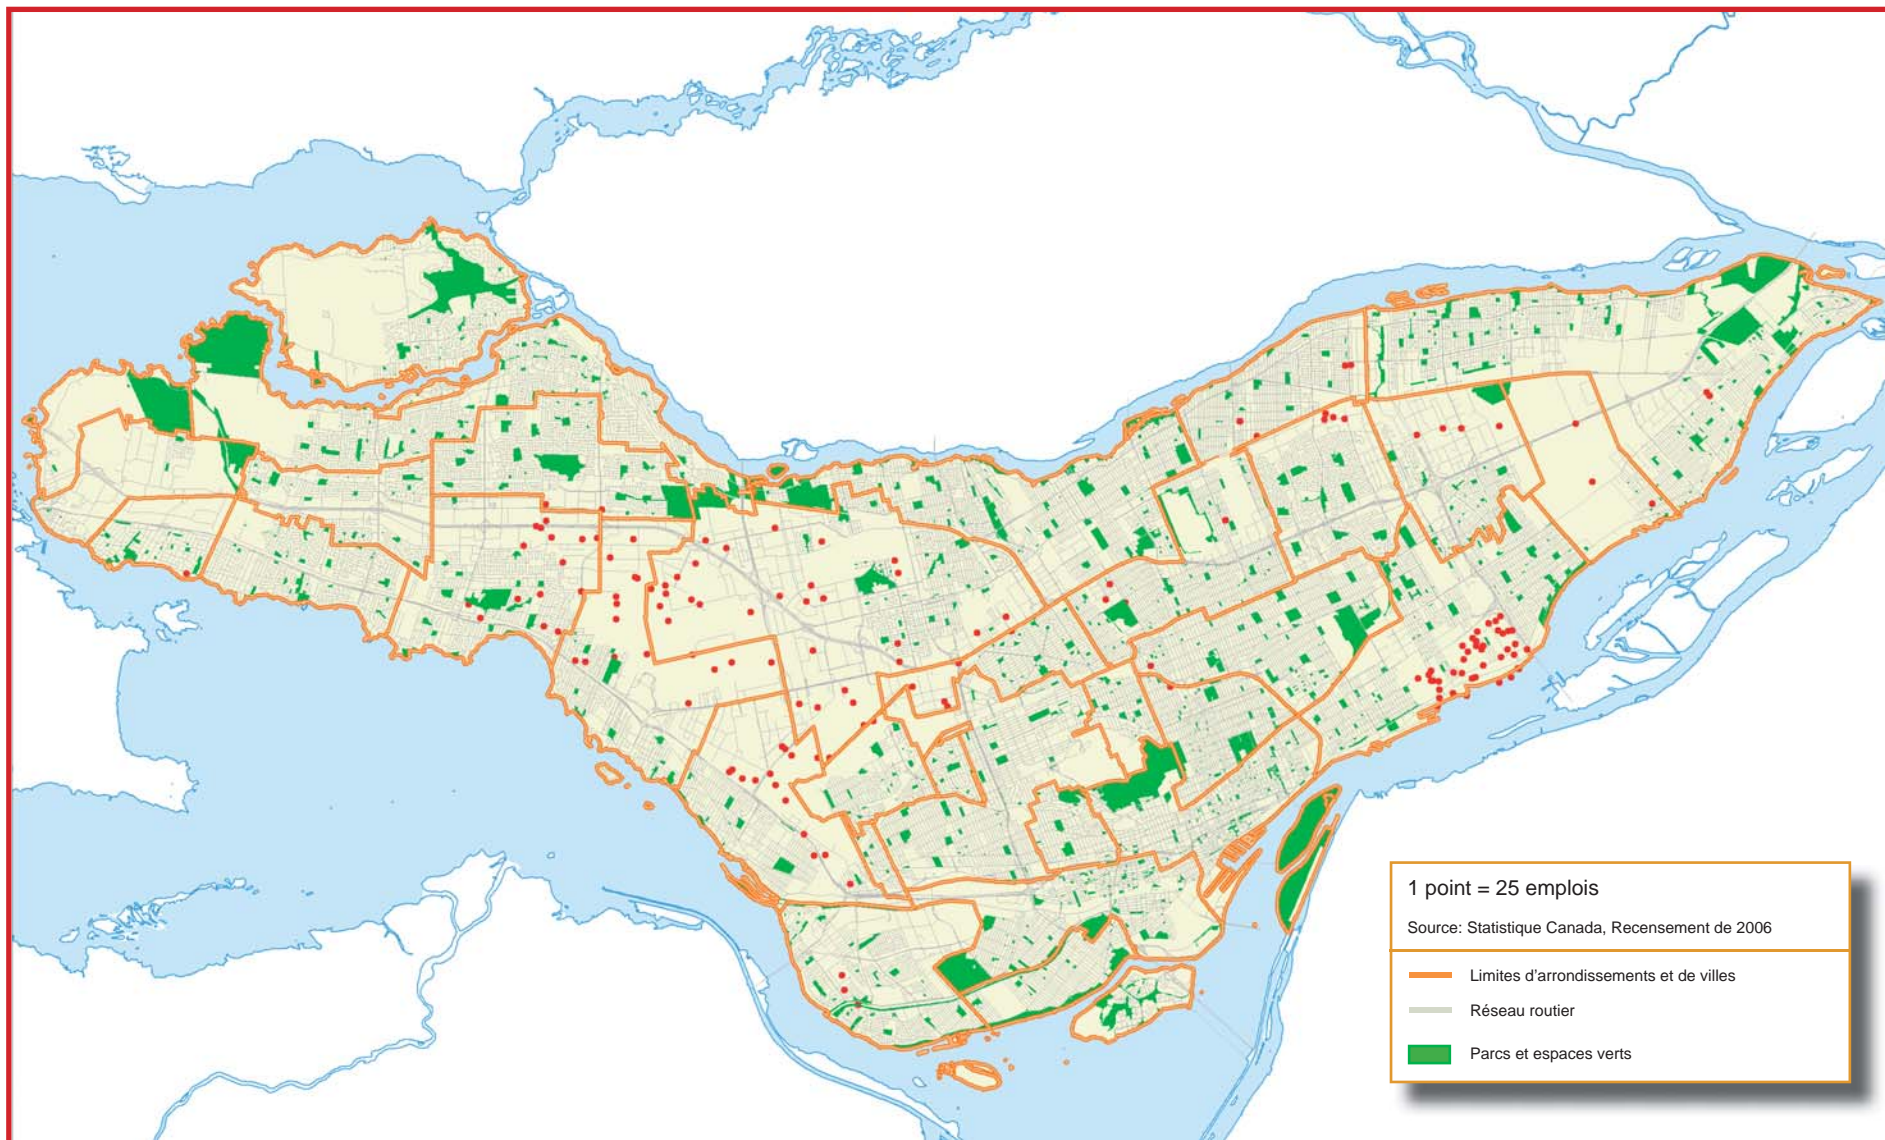 1 point = 25 emplois
Source: Statistique Canada, Recensement de 2006
Limites d'arrondissements et de villes
Réseau routier
Parcs et espaces verts